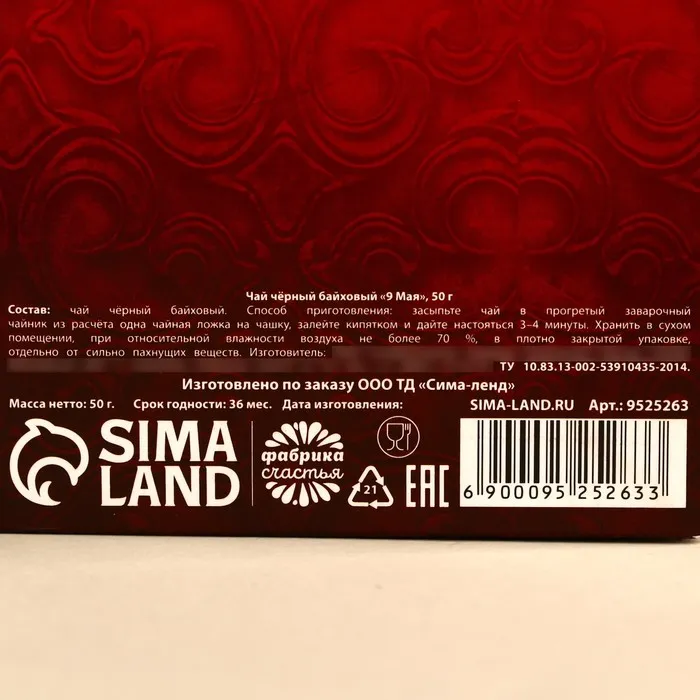 Чай чёрный байховый «9 Мая», 50 г
Состав: чай чёрный байховый. Способ приготовления: засыпьте чай в прогретый заварочный
чайник из расчёта одна чайная ложка на чашку, залейте кипятком и дайте настояться 3–4 минуты. Хранить в сухом
помещении, при относительной влажности воздуха не более 70 %, в плотно закрытой упаковке,
отдельно от сильно пахнущих веществ. Изготовитель:
ТУ 10.83.13-002-53910435-2014.
Изготовлено по заказу ООО ТД «Сима-ленд»
Масса нетто: 50 г. Срок годности: 36 мес. Дата изготовления: SIMA-LAND.RU Арт.: 9525263
SIMA
LAND
фабрика
счастья
21
EAC
6 900095 252633